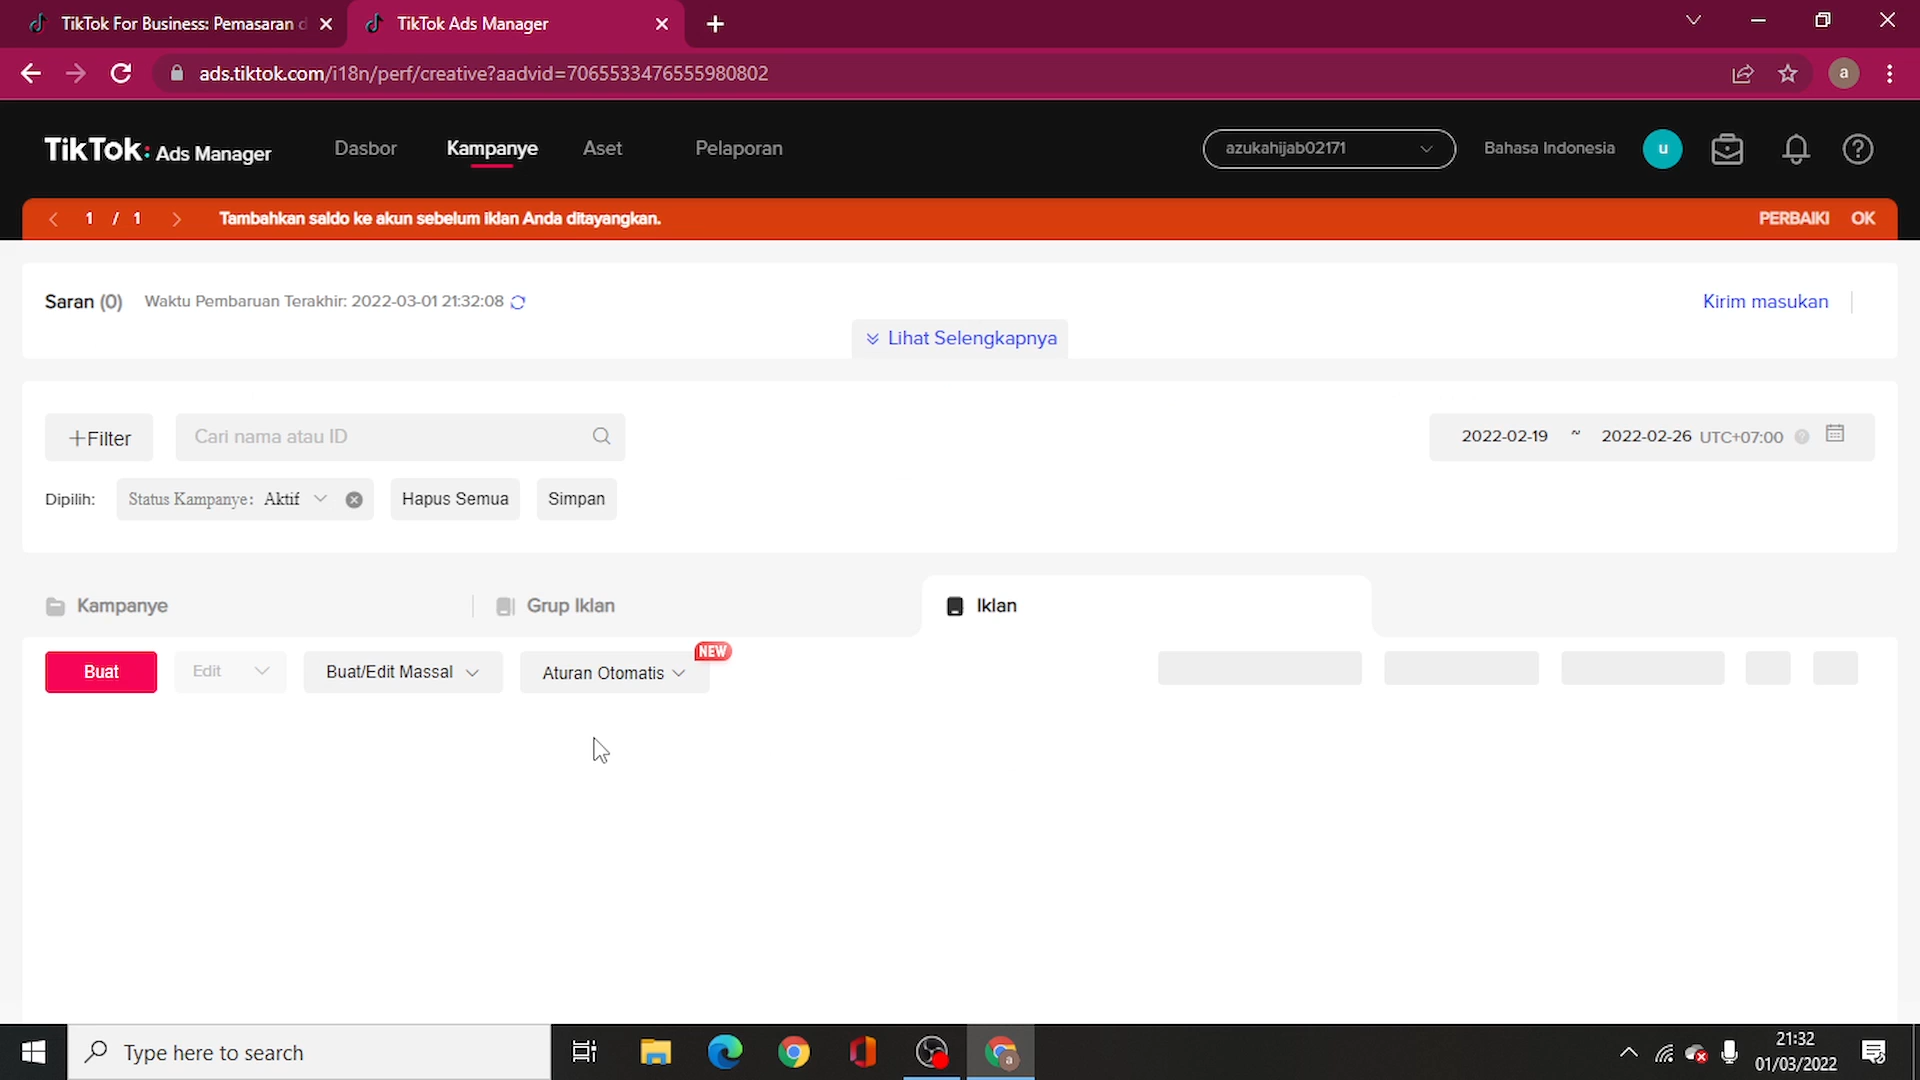 TikTok For Business: Pemasaran d
TikTok Ads Manager
ads.tiktok.com/i18n/perf/creative?aadvid=7065533476555980802
a
TikTok: Ads Manager
Dasbor
Kampanye
Aset
Pelaporan
azukahijab02171
Bahasa Indonesia
u
1 / 1
Tambahkan saldo ke akun sebelum iklan Anda ditayangkan.
PERBAIKI
OK
Saran (0)
Waktu Pembaruan Terakhir: 2022-03-01 21:32:08
Kirim masukan
Lihat Selengkapnya
+Filter
Cari nama atau ID
2022-02-19 ~ 2022-02-26 UTC+07:00
Dipilih:
Status Kampanye: Aktif
Hapus Semua
Simpan
Kampanye
Grup Iklan
Iklan
Buat
Edit
Buat/Edit Massal
Aturan Otomatis
NEW
Type here to search
a
21:32
01/03/2022